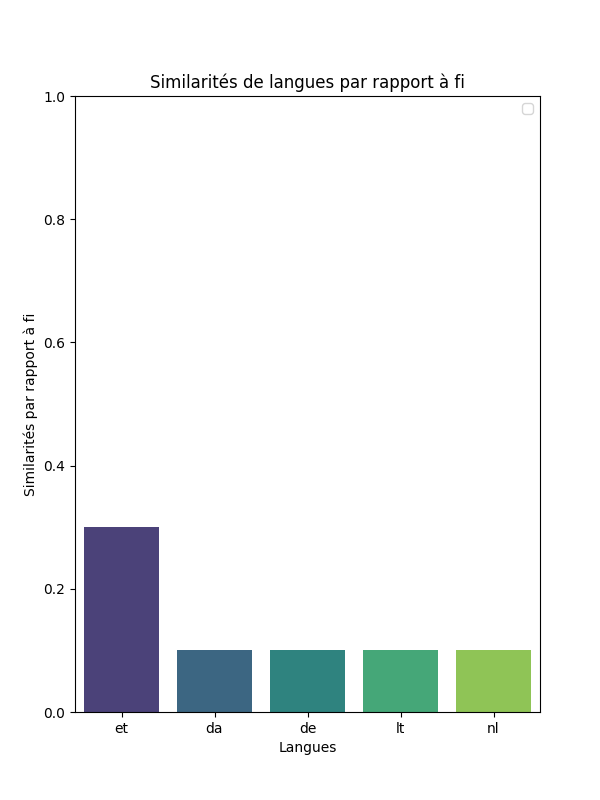 Similarités de langues par rapport à fi
1.0
0.8
0.6
0.4
0.2
0.0
Similarités par rapport à fi
et da de lt nl
Langues